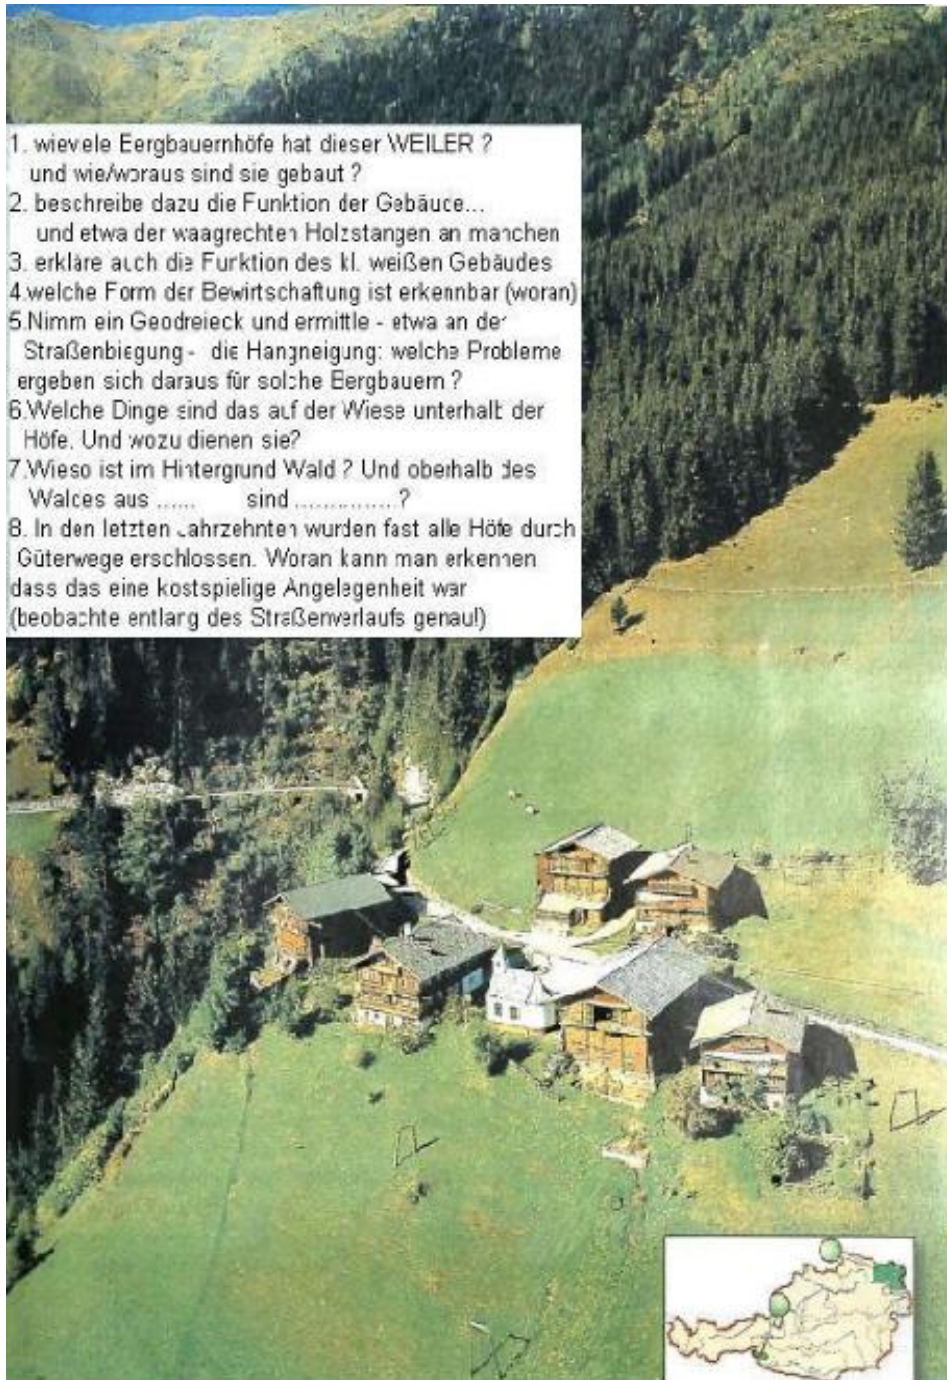 1. wievele Eergbauernhöfe hat dieser WEILER ?
und wie/woraus sind sie gebaut ?
2. beschreibe dazu die Funktion der Gebäude...
und etwa der waagrechten Holzstangen an manchen
3. erkläre auch die Funktion des kl. weißen Gebäudes
4.welche Form der Bewirtschaftung ist erkennbar (woran)
5.Nimm ein Geodreieck und ermittle - etwa an der
Straßenbiegung - die Hangneigung: welche Probleme
ergeben sich daraus für solche Bergbauern ?
6.Welche Dinge sind das auf der Wiese unterhalb der
Höfe. Und wozu dienen sie?
7.Wieso ist im Hintergrund Wald ? Und oberhalb des
Waldes aus ...... sind ...............?
8. In den letzten Jahrzehnten wurden fast alle Höfe durch
Güterwege erschlossen. Woran kann man erkennen
dass das eine kostspielige Angelegenheit war
(beobachte entlang des Straßenverlaufs genau!)